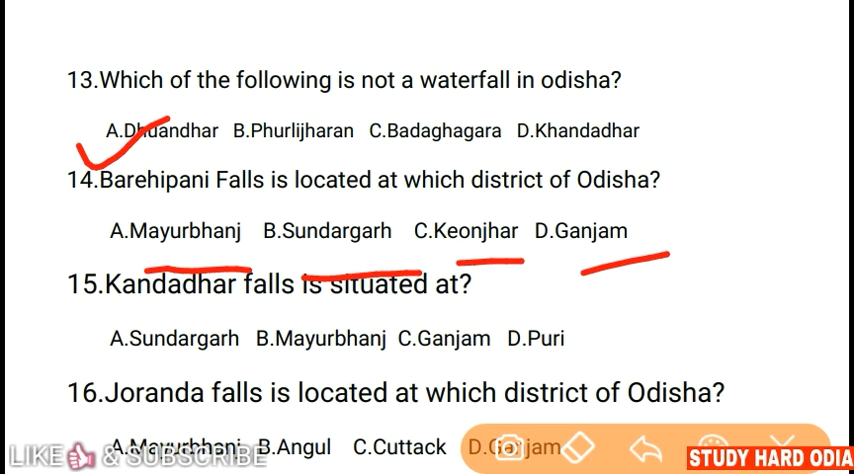 13.Which of the following is not a waterfall in odisha?
A.Dhuandhar B.Phurlijharan C.Badaghagara D.Khandadhar
14.Barehipani Falls is located at which district of Odisha?
A.Mayurbhanj B.Sundargarh C.Keonjhar D.Ganjam
15.Kandadhar falls is situated at?
A.Sundargarh B.Mayurbhanj C.Ganjam D.Puri
16.Joranda falls is located at which district of Odisha?
A.Mayurbhanj B.Angul C.Cuttack D.Ganjam
LIKE & SUBSCRIBE
STUDY HARD ODIA